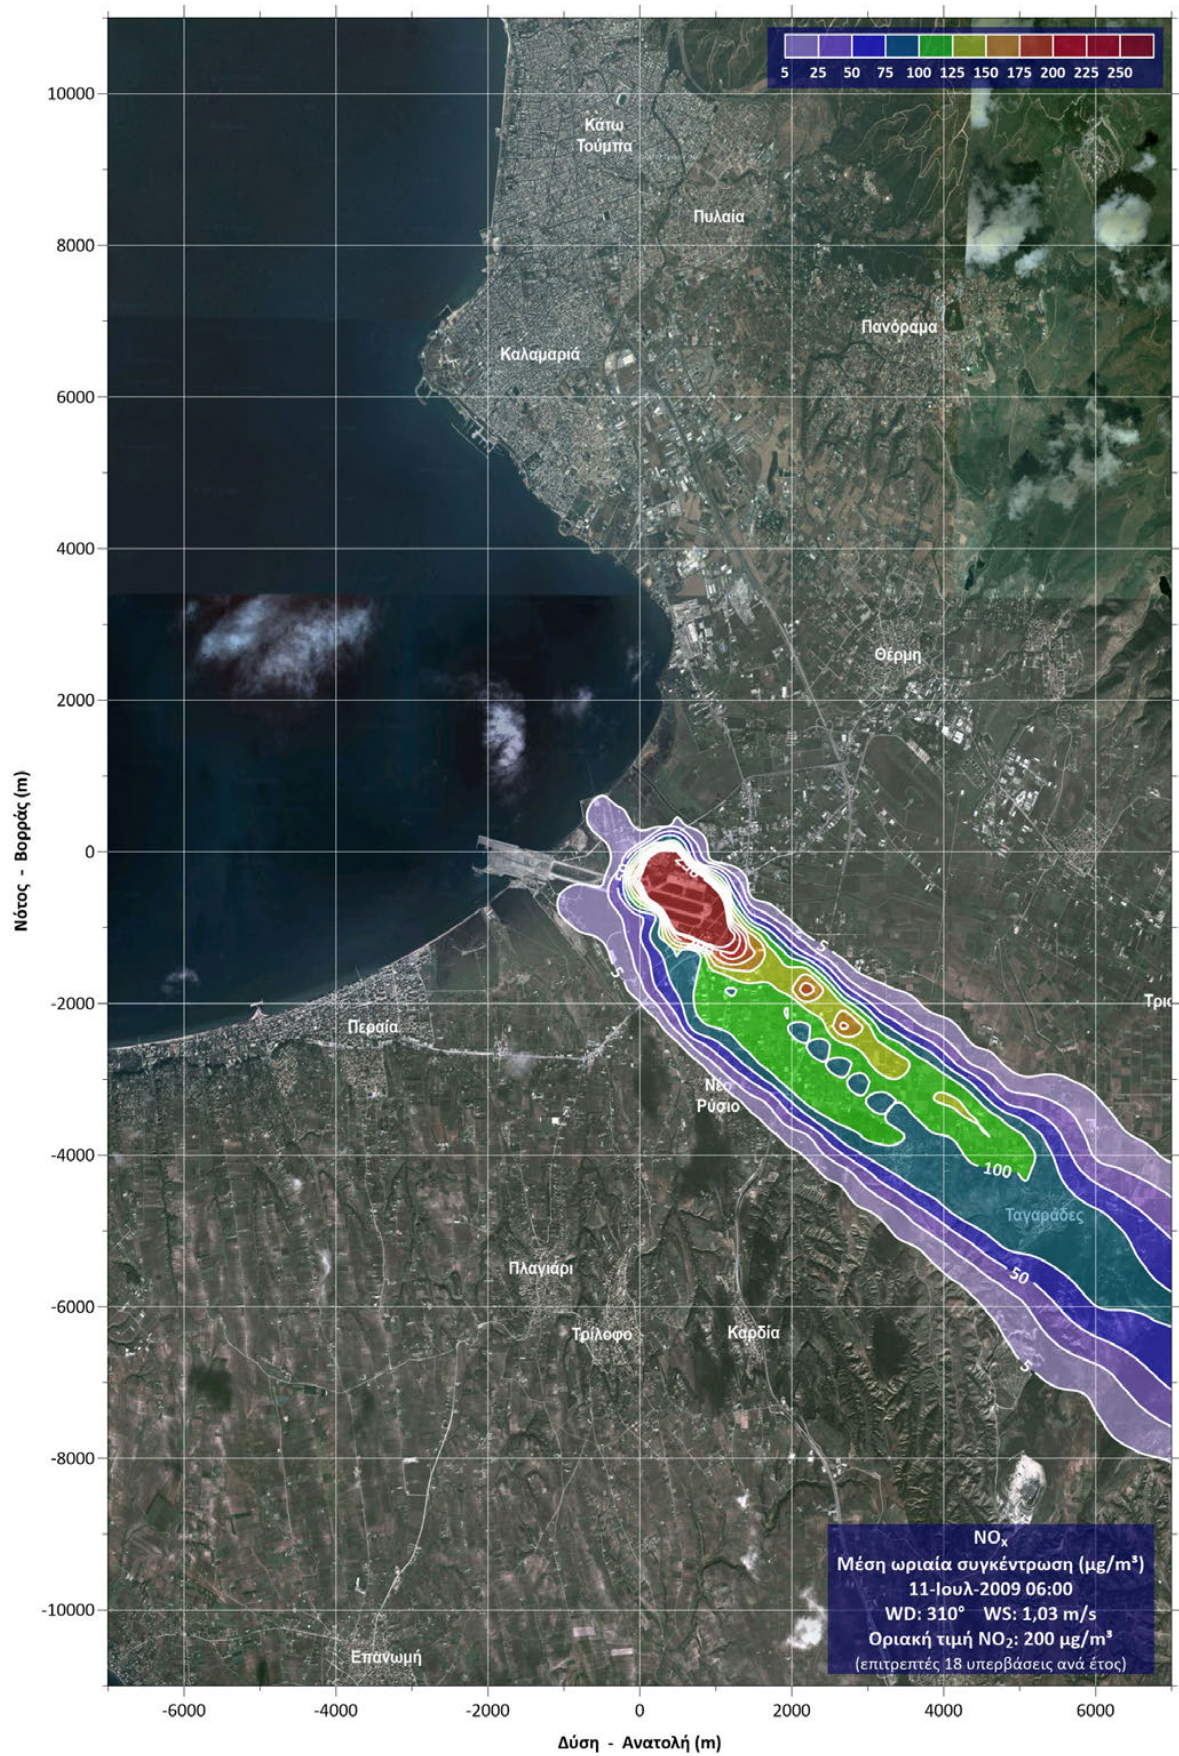 5 25 50 75 100 125 150 175 200 225 250
10000
Κάτω
Τούμπα
Πυλαία
8000
Πανόραμα
Καλαμαριά
6000
4000
Θέρμη
2000
0
5
5
-2000
Τρι
Περαία
Νέο
Ρύσιο
-4000
100
Ταγαράδες
50
Πλαγιάρι
-6000
Τρίλοφο
Καρδία
5
-8000
NOx
Μέση ωριαία συγκέντρωση (μg/m³)
11-Ιουλ-2009 06:00
WD: 310° WS: 1,03 m/s
-10000
Οριακή τιμή NO₂: 200 μg/m³
(επιτρεπτές 18 υπερβάσεις ανά έτος)
Επανωμή
-6000 -4000 -2000 0 2000 4000 6000
Δύση - Ανατολή (m)
Νότος - Βορράς (m)